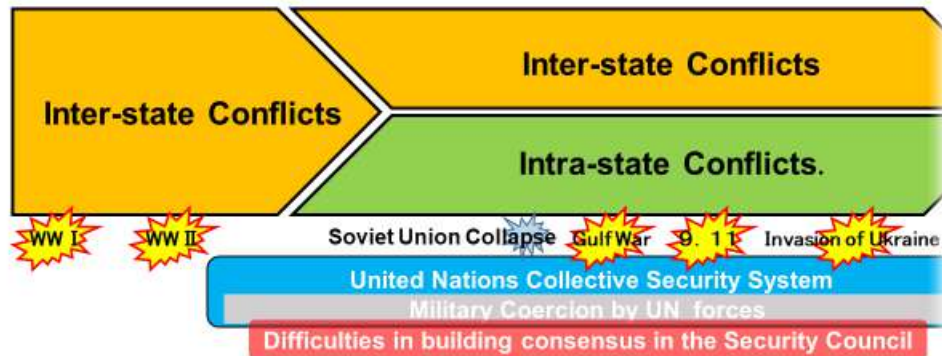 Inter-state Conflicts
Inter-state Conflicts
Intra-state Conflicts.
WW Ⅰ WW Ⅱ Soviet Union Collapse Gulf War 9. 11 Invasion of Ukraine
United Nations Collective Security System
Military Coercion by UN forces
Difficulties in building consensus in the Security Council